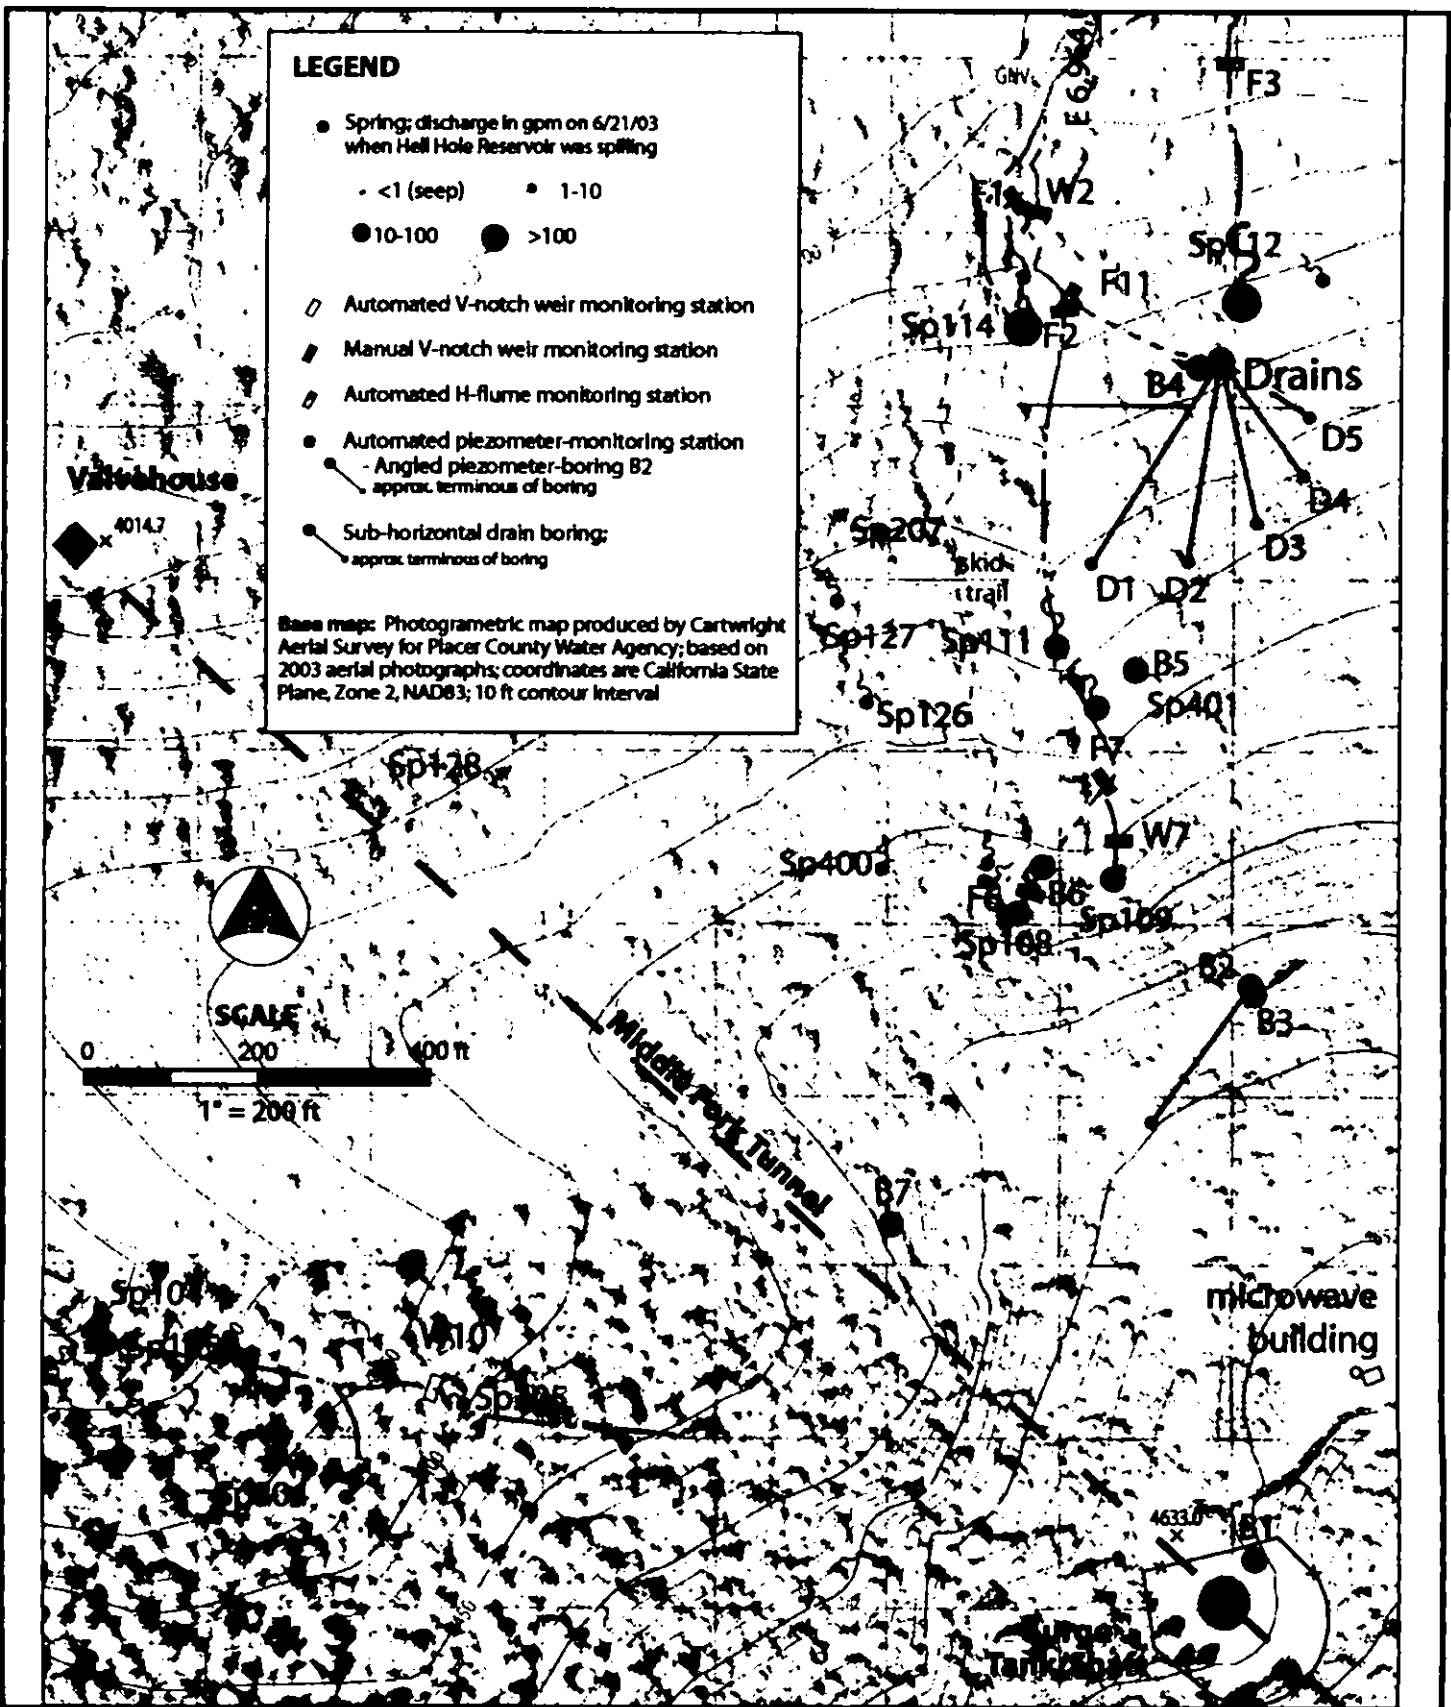 LEGEND
Spring; discharge in gpm on 6/21/03
when Hell Hole Reservoir was spilling
<1 (seep)
1-10
10-100
>100
Automated V-notch weir monitoring station
Manual V-notch weir monitoring station
Automated H-flume monitoring station
Automated piezometer-monitoring station
- Angled piezometer-boring B2
approx. terminous of boring
Sub-horizontal drain boring;
approx. terminous of boring
Base map: Photogrametric map produced by Cartwright
Aerial Survey for Placer County Water Agency; based on
2003 aerial photographs; coordinates are California State
Plane, Zone 2, NAD83; 10 ft contour interval
F3
W2
F11
Sp114
F2
B4
Drains
D5
D4
D3
D1
D2
Valvehouse
4014.7
Sp207
skid
trail
Sp127
Sp111
B5
Sp401
Sp126
F7
Sp128
W7
Sp400
B6
Sp109
Sp108
B2
B3
SCALE
0
200
400 ft
1" = 200 ft
Middle Fork Tunnel
B7
microwave
building
W10
B1
Surge